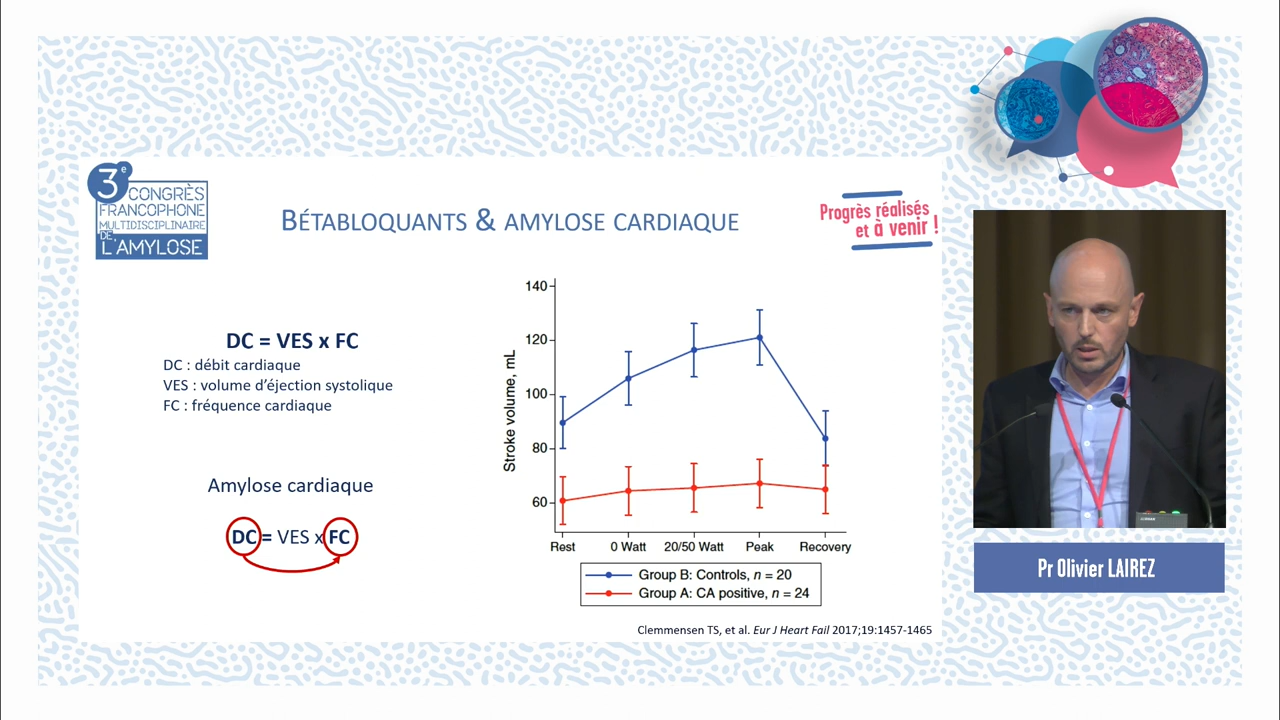 3e
CONGRÈS
FRANCOPHONE
MULTIDISCIPLINAIRE
DE
L'AMYLOSE
BÉTABLOQUANTS & AMYLOSE CARDIAQUE
Progrès réalisés
et à venir !
DC = VES x FC
DC : débit cardiaque
VES : volume d’éjection systolique
FC : fréquence cardiaque
Amylose cardiaque
DC = VES x FC
Stroke volume, mL
140
120
100
80
60
Rest
0 Watt
20/50 Watt
Peak
Recovery
Group B: Controls, n = 20
Group A: CA positive, n = 24
Clemmensen TS, et al. Eur J Heart Fail 2017;19:1457-1465
Pr Olivier LAIREZ